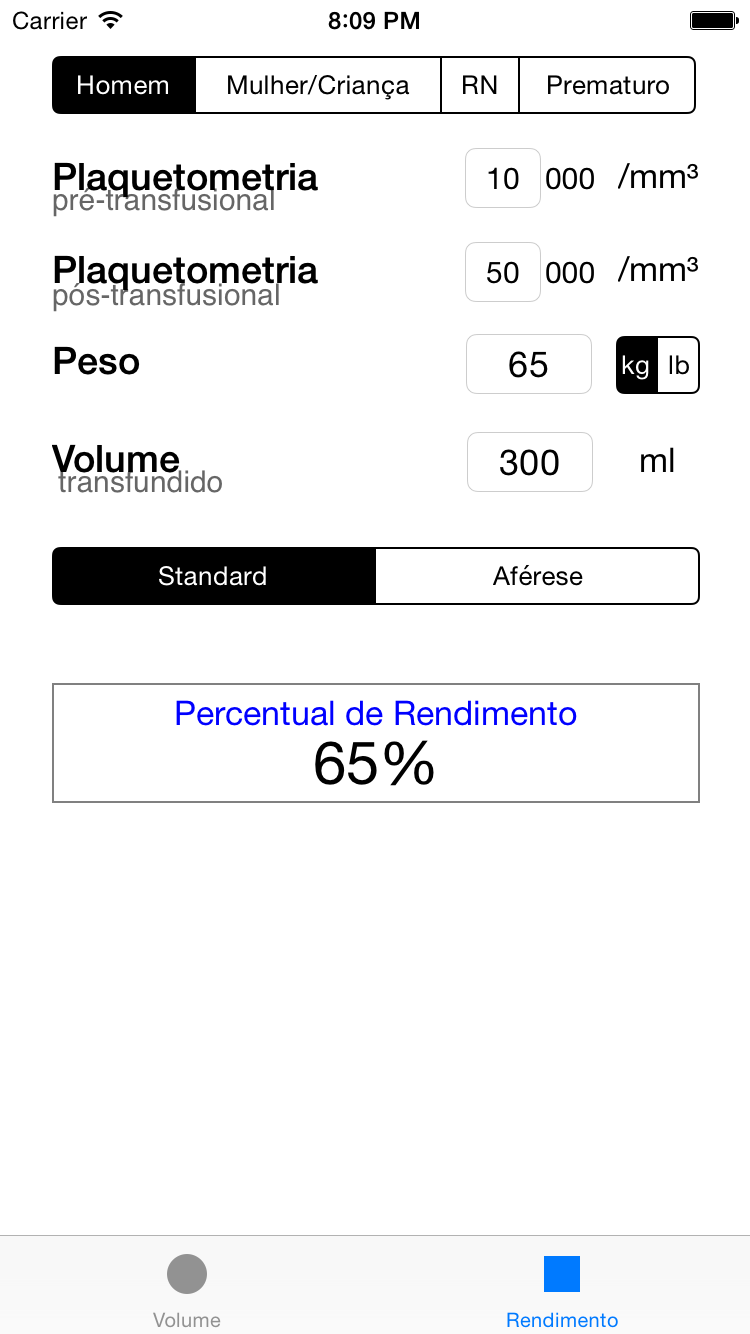 Carrier 8:09 PM
Homem Mulher/Criança RN Prematuro
Plaquetometria 10 000 /mm³
pré-transfusional
Plaquetometria 50 000 /mm³
pós-transfusional
Peso 65 kg lb
Volume 300 ml
transfundido
Standard Aférese
Percentual de Rendimento
65%
Volume Rendimento